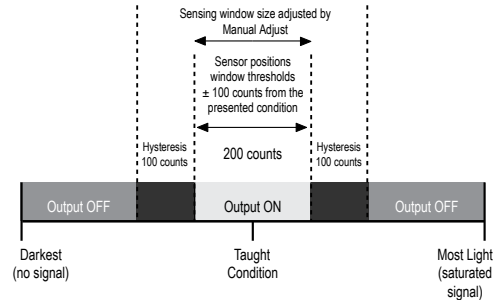 Sensing window size adjusted by
Manual Adjust
Sensor positions
window thresholds
± 100 counts from the
presented condition
Hysteresis
100 counts
200 counts
Hysteresis
100 counts
Output OFF
Output ON
Output OFF
Darkest
(no signal)
Taught
Condition
Most Light
(saturated
signal)